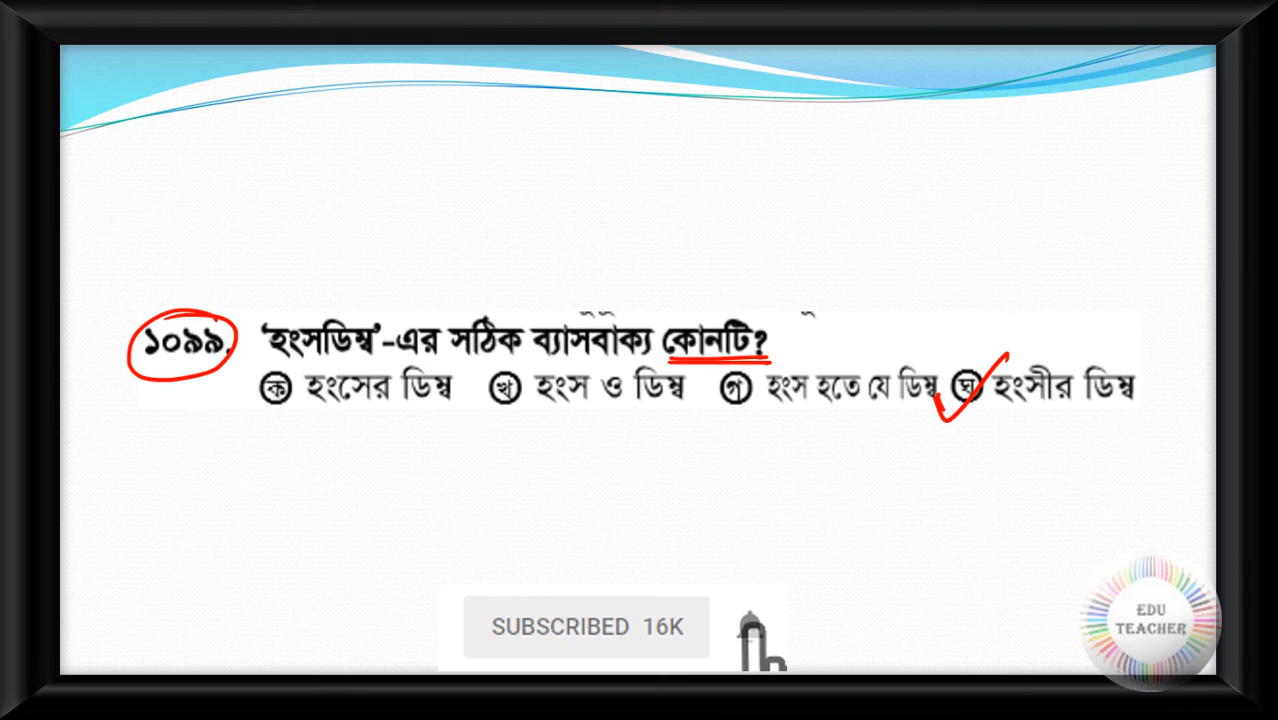 ১০৯৯. ‘হংসডিম্ব’-এর সঠিক ব্যাসবাক্য কোনটি?
ক হংসের ডিম্ব খ হংস ও ডিম্ব গ হংস হতে যে ডিম্ব ঘ হংসীর ডিম্ব
SUBSCRIBED 16K
EDU
TEACHER